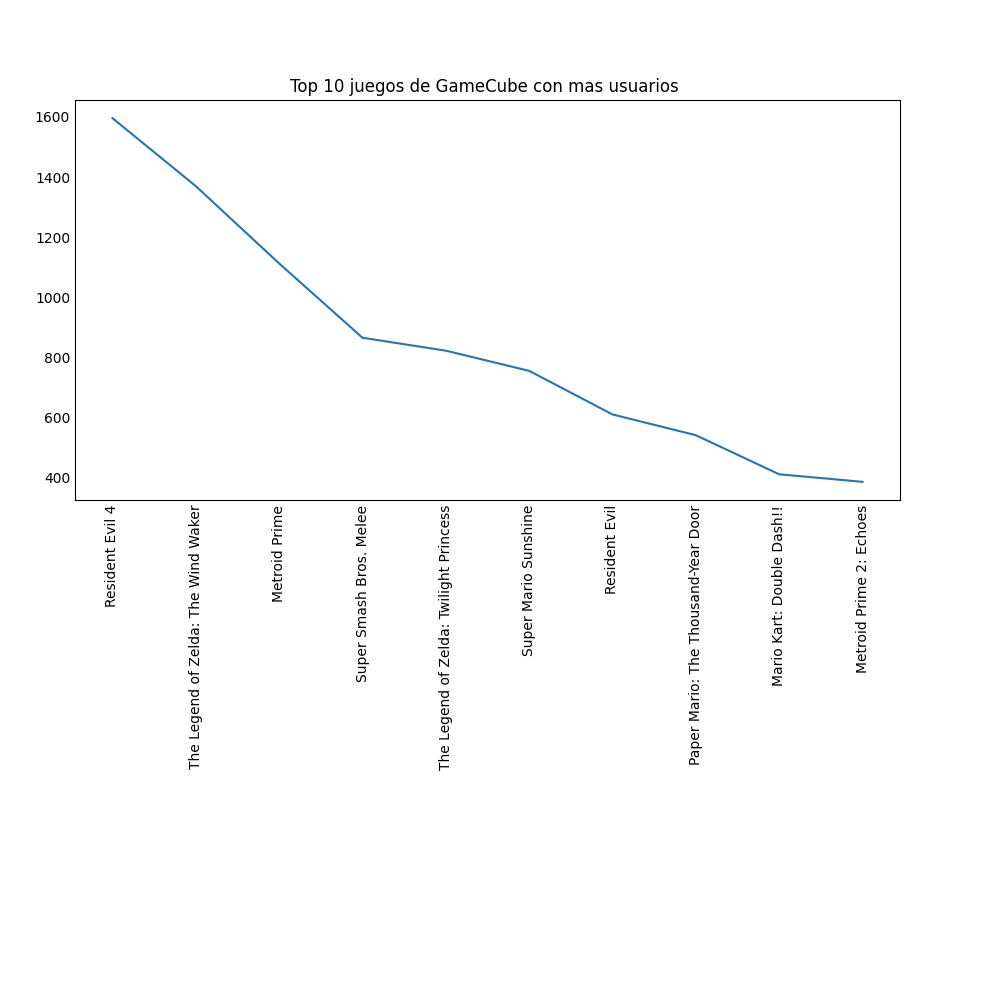 Top 10 juegos de GameCube con mas usuarios
1600
1400
1200
1000
800
600
400
Resident Evil 4
The Legend of Zelda: The Wind Waker
Metroid Prime
Super Smash Bros. Melee
The Legend of Zelda: Twilight Princess
Super Mario Sunshine
Resident Evil
Paper Mario: The Thousand-Year Door
Mario Kart: Double Dash!!
Metroid Prime 2: Echoes